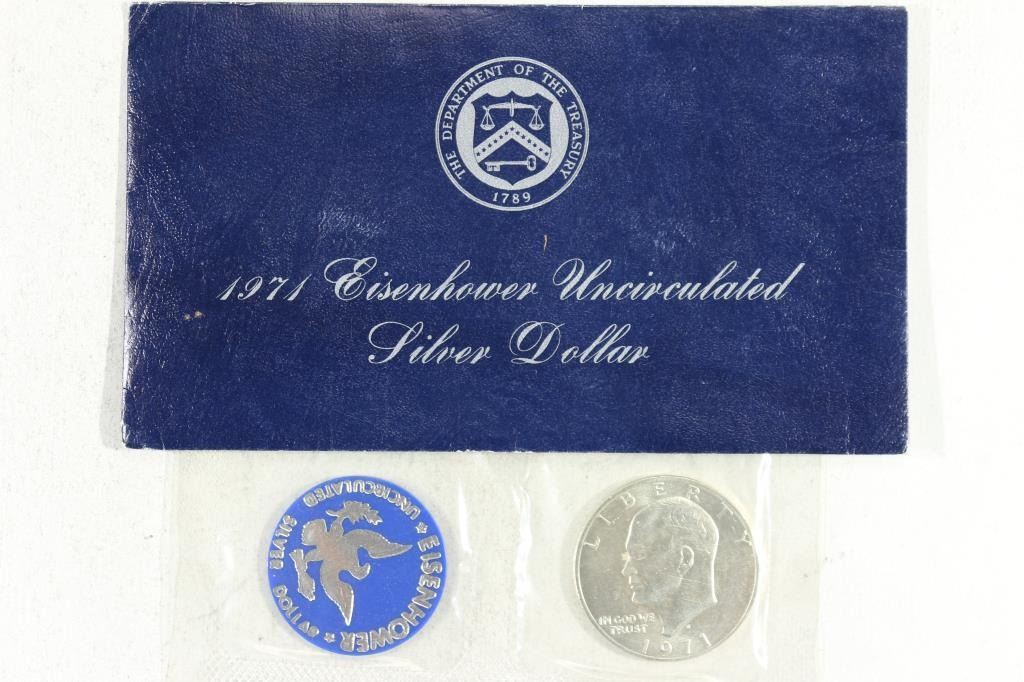 THE DEPARTMENT OF THE TREASURY
1789
1971 Eisenhower Uncirculated
Silver Dollar
EISENHOWER
UNCIRCULATED
SILVER DOLLAR
LIBERTY
IN GOD WE
TRUST
1971